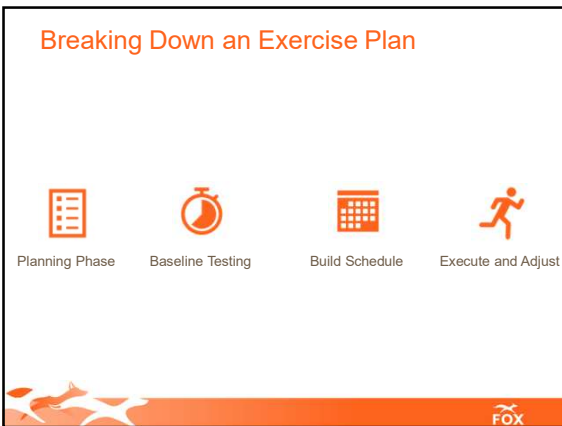 Breaking Down an Exercise Plan
Planning Phase
Baseline Testing
Build Schedule
Execute and Adjust
FOX